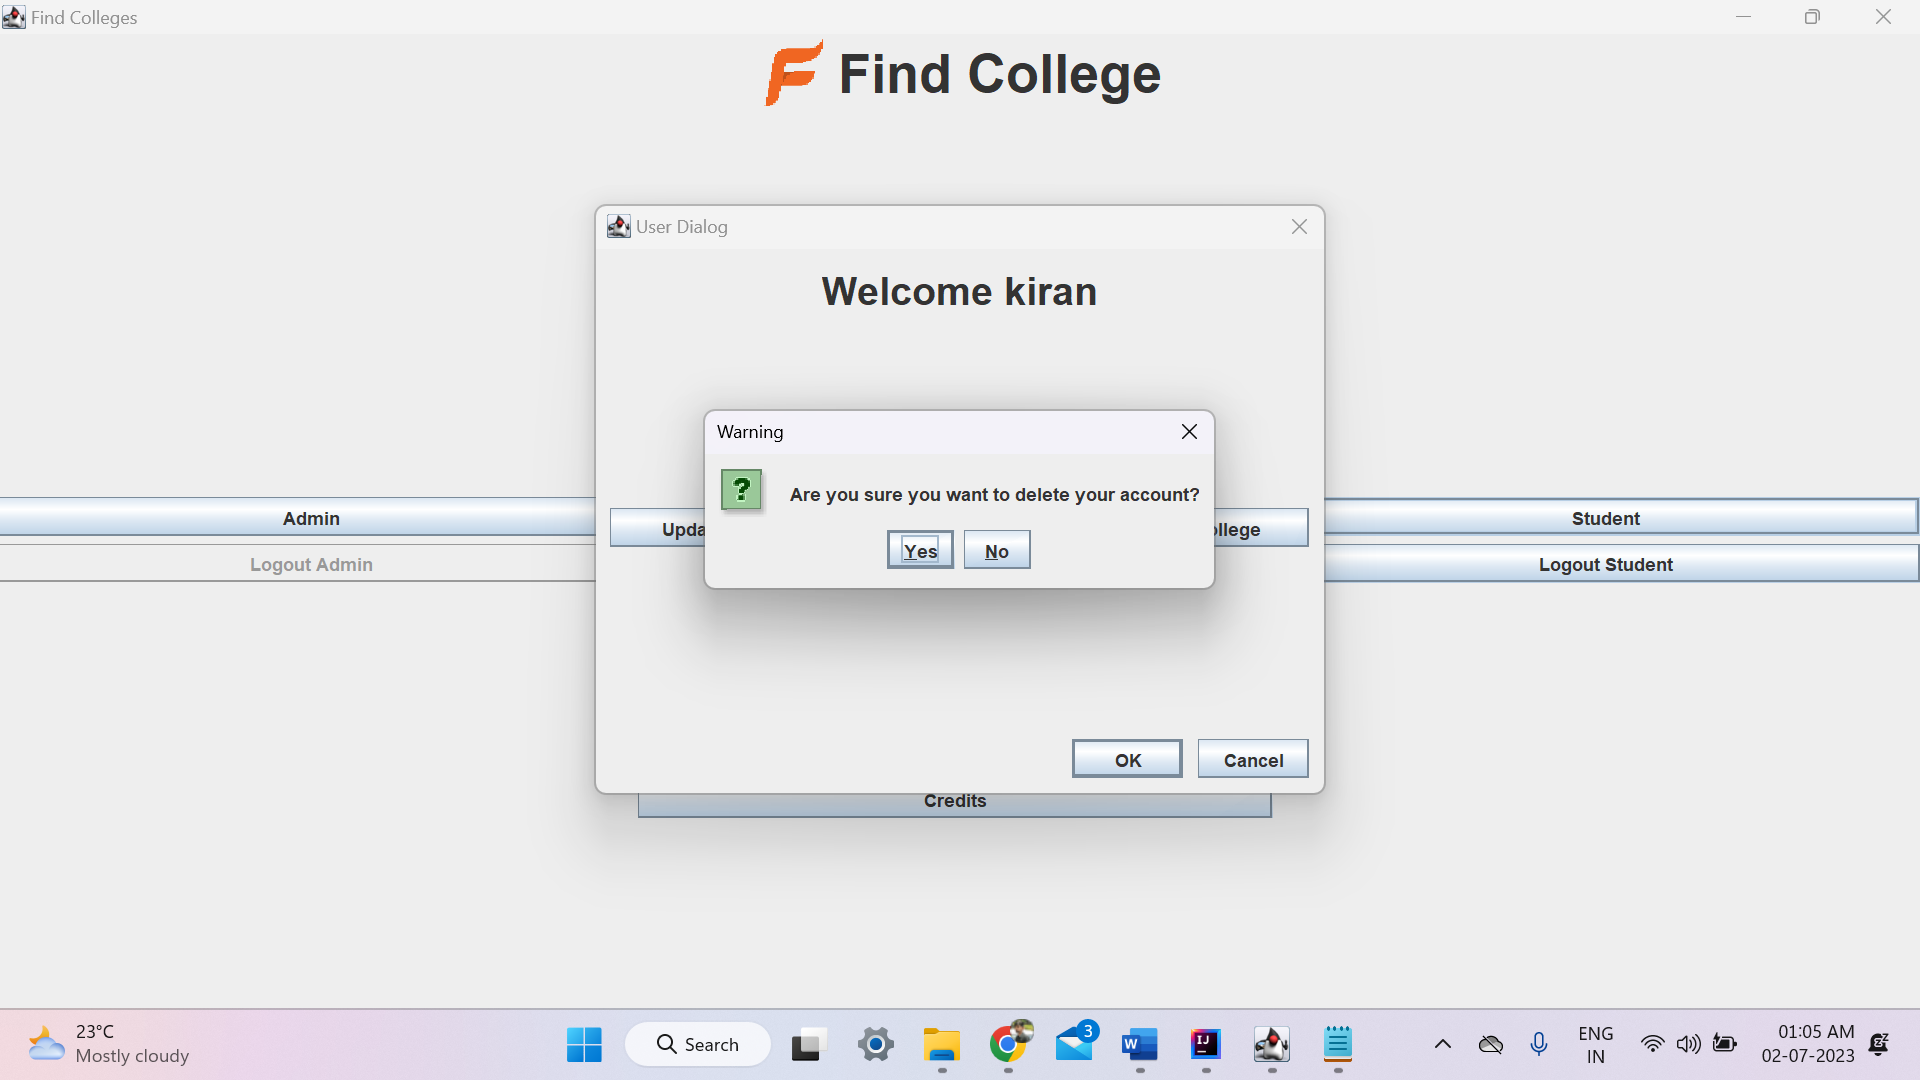 Find Colleges
Find College
User Dialog
Welcome kiran
Warning
Are you sure you want to delete your account?
Yes No
Admin
Student
Logout Admin
Logout Student
OK Cancel
Credits
23°C
Mostly cloudy
Search
3
ENG
IN
01:05 AM
02-07-2023